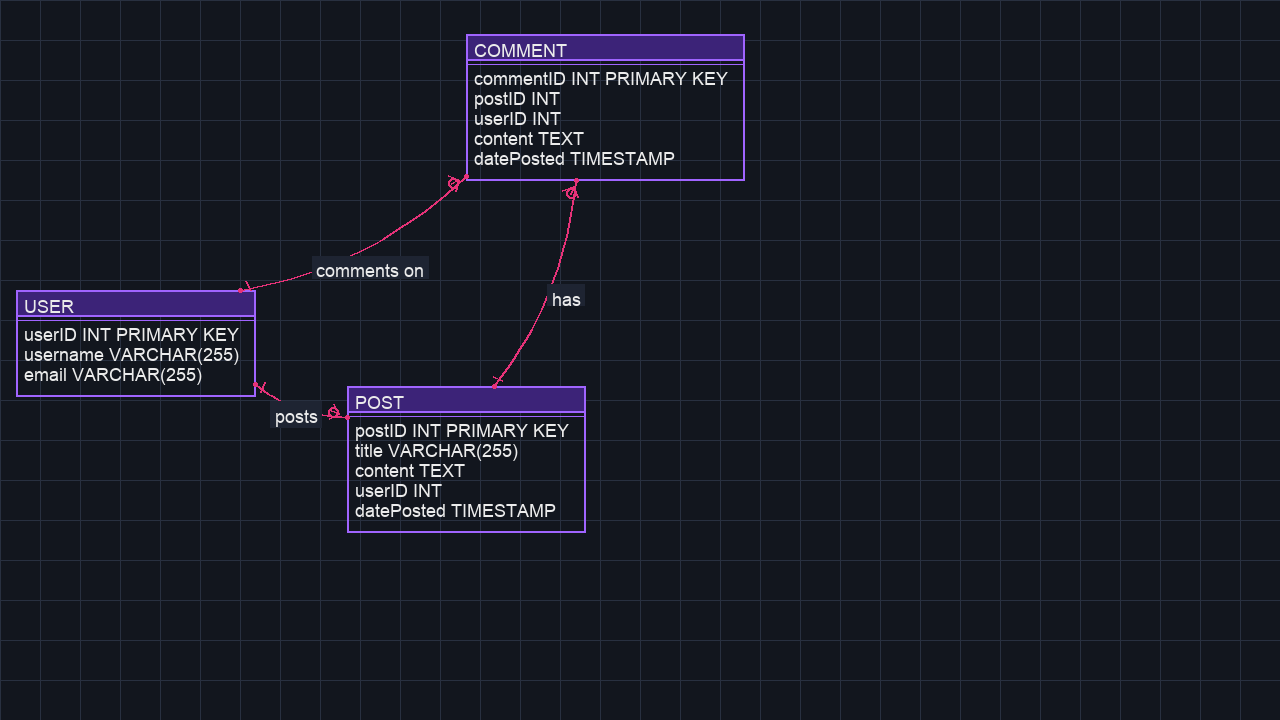 COMMENT
commentID INT PRIMARY KEY
postID INT
userID INT
content TEXT
datePosted TIMESTAMP
comments on
has
USER
userID INT PRIMARY KEY
username VARCHAR(255)
email VARCHAR(255)
posts
POST
postID INT PRIMARY KEY
title VARCHAR(255)
content TEXT
userID INT
datePosted TIMESTAMP